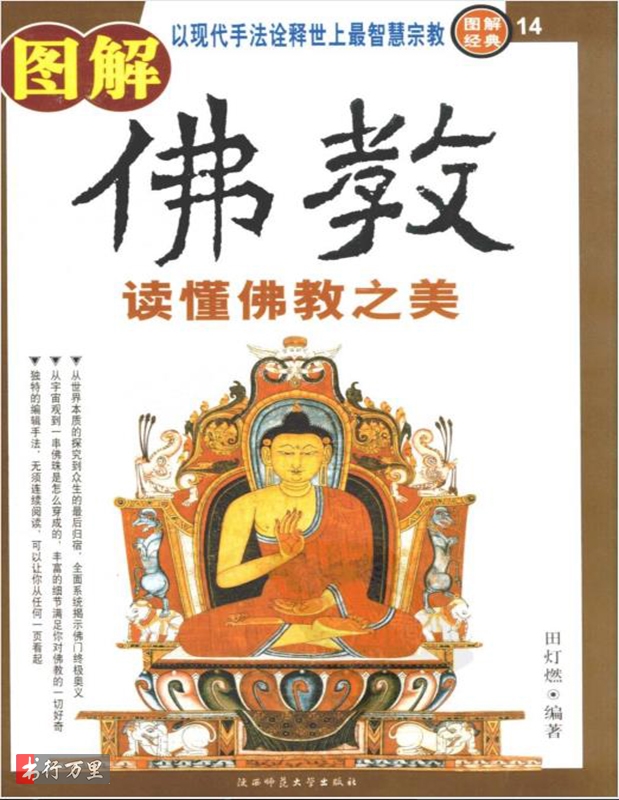 以现代手法诠释世上最智慧宗教
图解
经典
14
图解
佛教
读懂佛教之美
从世界本质的探究到众生的最后归宿，全面系统揭示佛门终极奥义
从宇宙观到一串佛珠是怎么穿成的，丰富的细节满足你对佛教的一切好奇
独特的编辑手法，无须连续阅读，可以让你从任何一页看起
田灯燃⊙编著
陕西师范大学出版社
书行万里